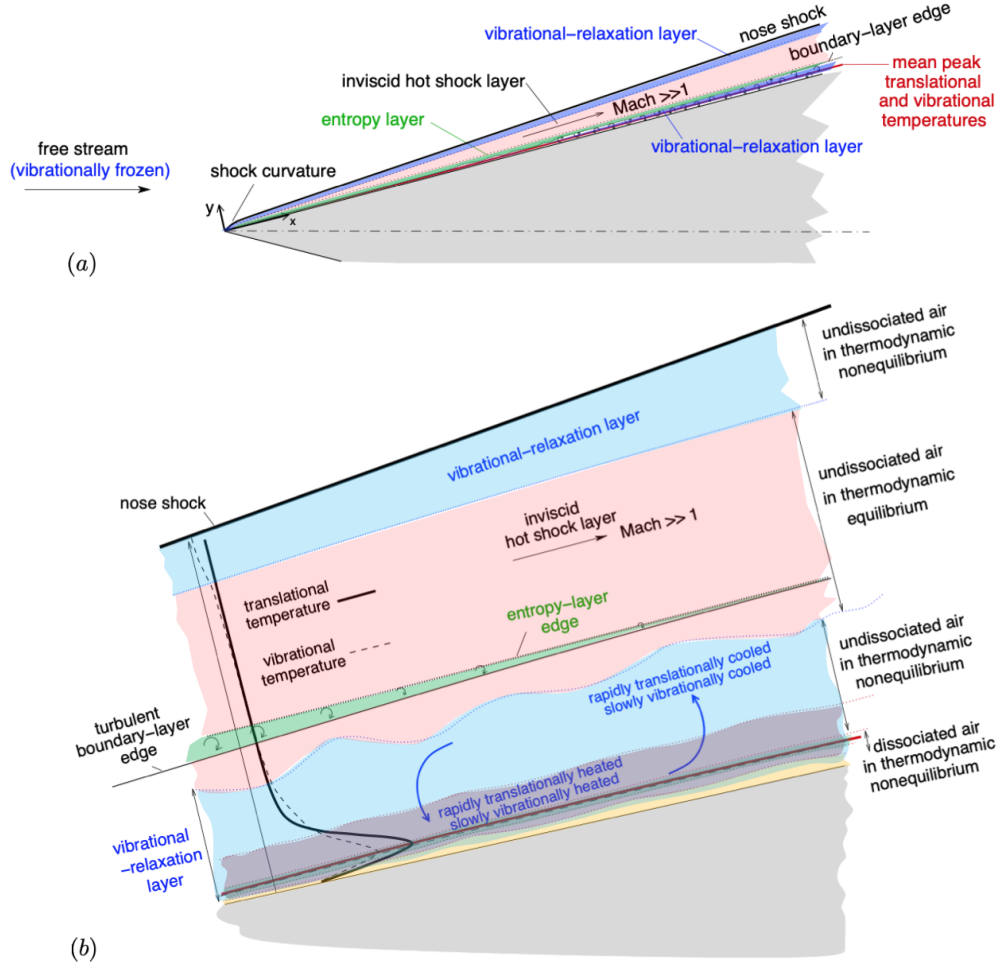 nose shock
vibrational-relaxation layer
boundary-layer edge
inviscid hot shock layer
mean peak
translational
and vibrational
temperatures
Mach >>1
entropy layer
vibrational-relaxation layer
free stream
(vibrationally frozen)
shock curvature
y
x
(a)
undissociated air
in thermodynamic
nonequilibrium
vibrational-relaxation layer
undissociated air
in thermodynamic
equilibrium
nose shock
inviscid
hot shock layer
Mach >> 1
translational
temperature
entropy-layer
edge
vibrational
temperature
undissociated air
in thermodynamic
nonequilibrium
rapidly translationally cooled
slowly vibrationally cooled
turbulent
boundary-layer
edge
dissociated air
in thermodynamic
nonequilibrium
rapidly translationally heated
slowly vibrationally heated
vibrational
-relaxation
layer
(b)